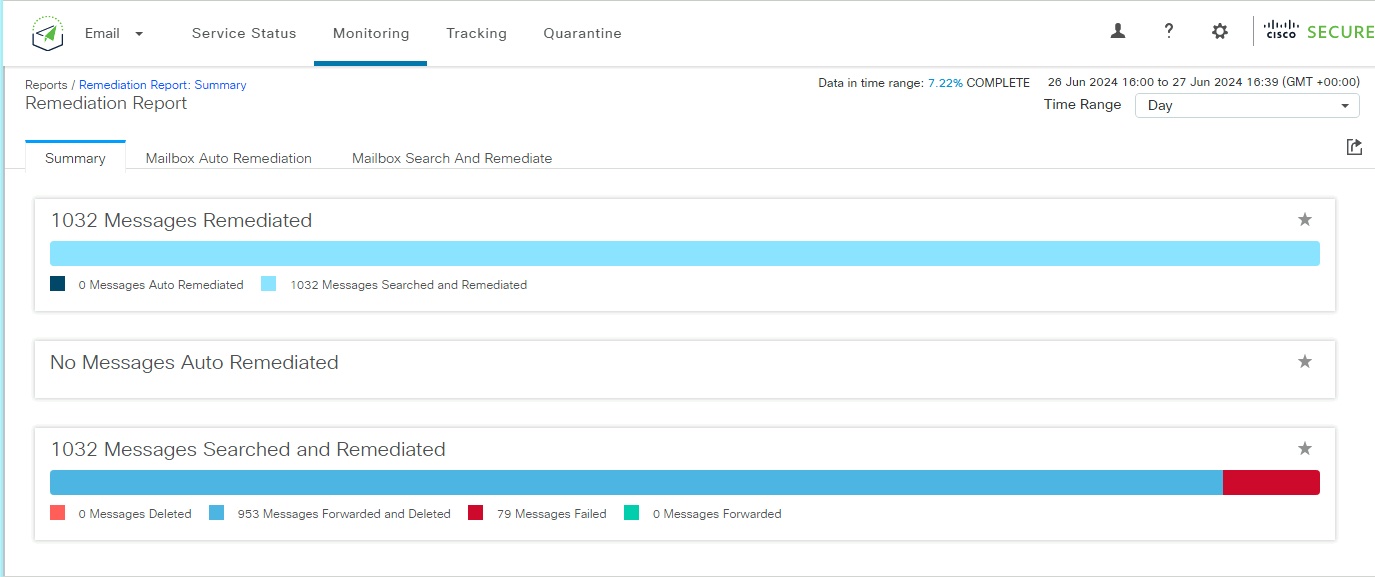 Email
Service Status
Monitoring
Tracking
Quarantine
?
cisco SECURE
Reports / Remediation Report: Summary
Remediation Report
Data in time range: 7.22% COMPLETE
26 Jun 2024 16:00 to 27 Jun 2024 16:39 (GMT +00:00)
Time Range
Day
Summary
Mailbox Auto Remediation
Mailbox Search And Remediate
1032 Messages Remediated
0 Messages Auto Remediated
1032 Messages Searched and Remediated
No Messages Auto Remediated
1032 Messages Searched and Remediated
0 Messages Deleted
953 Messages Forwarded and Deleted
79 Messages Failed
0 Messages Forwarded